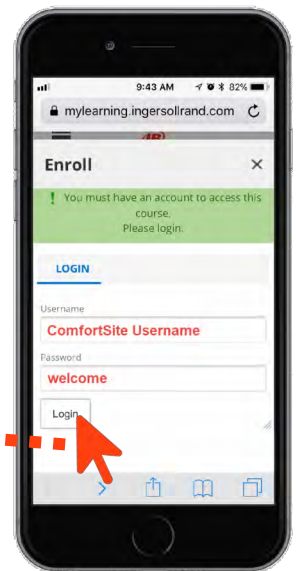 9:43 AM 82%
mylearning.ingersollrand.com
Enroll
! You must have an account to access this
course.
Please login.
LOGIN
Username
ComfortSite Username
Password
welcome
Login